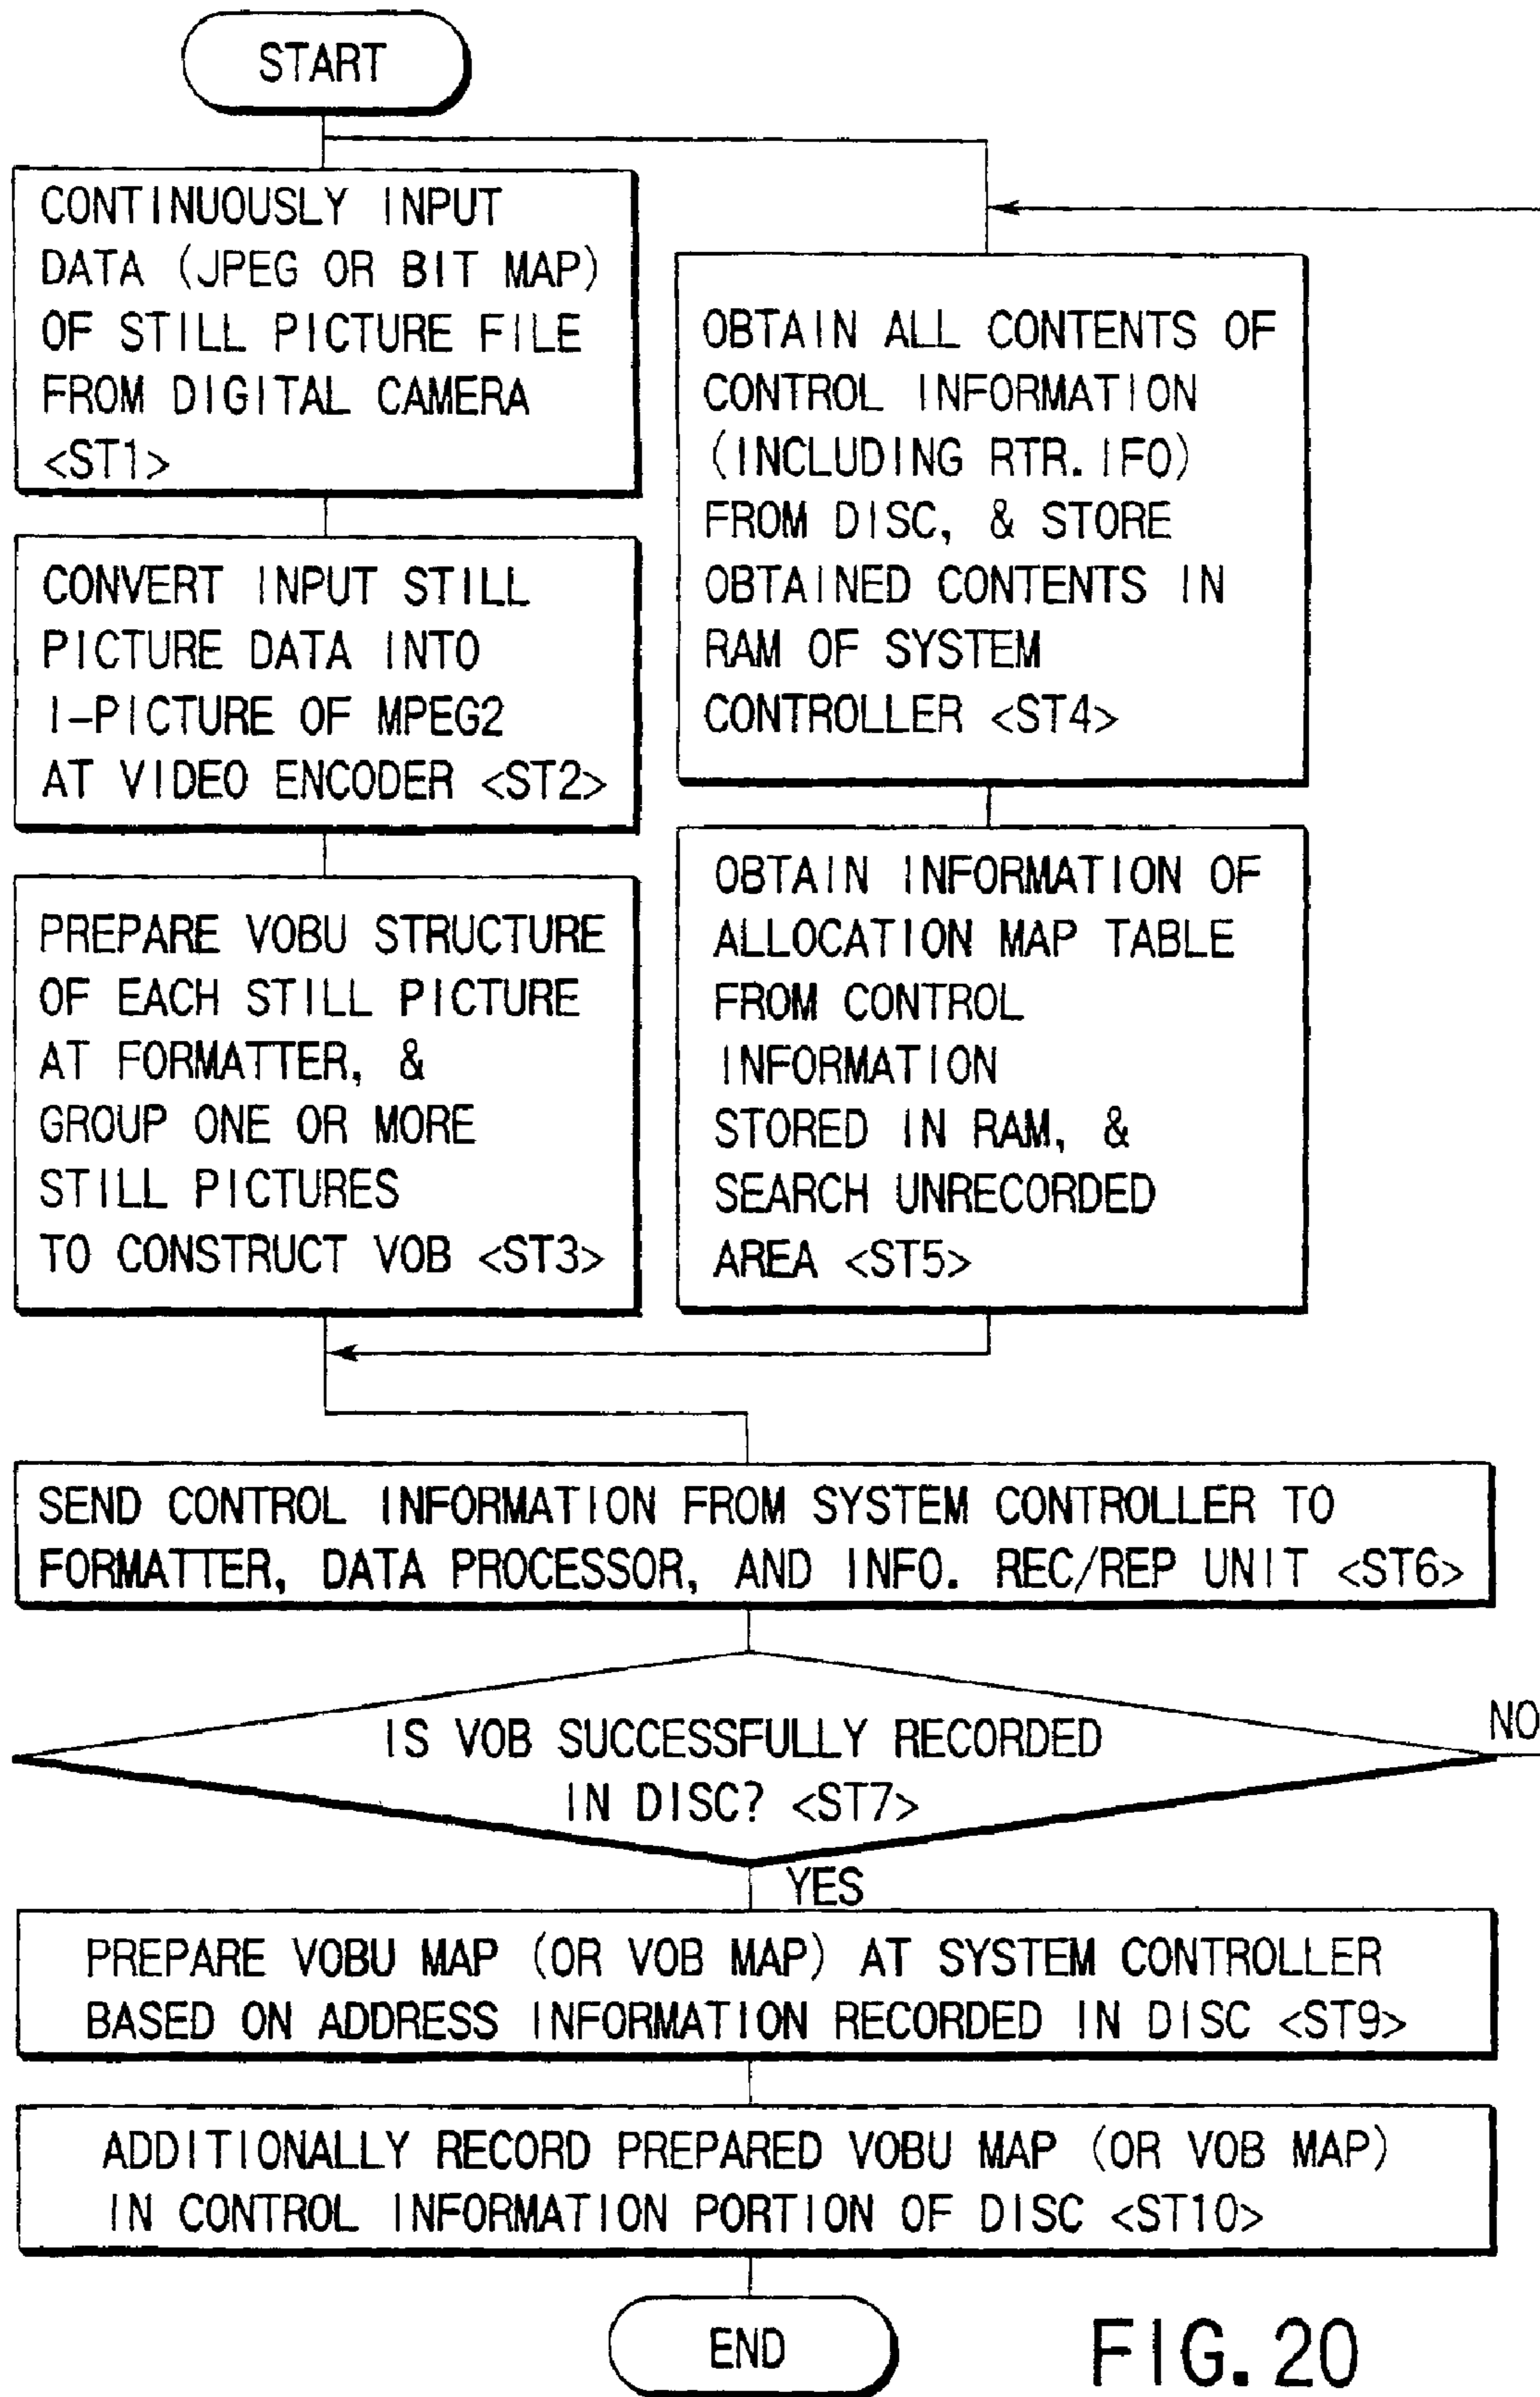 START
CONTINUOUSLY INPUT
DATA (JPEG OR BIT MAP)
OF STILL PICTURE FILE
FROM DIGITAL CAMERA
<ST1>
CONVERT INPUT STILL
PICTURE DATA INTO
I-PICTURE OF MPEG2
AT VIDEO ENCODER <ST2>
PREPARE VOBU STRUCTURE
OF EACH STILL PICTURE
AT FORMATTER, &
GROUP ONE OR MORE
STILL PICTURES
TO CONSTRUCT VOB <ST3>
OBTAIN ALL CONTENTS OF
CONTROL INFORMATION
(INCLUDING RTR. IFO)
FROM DISC, & STORE
OBTAINED CONTENTS IN
RAM OF SYSTEM
CONTROLLER <ST4>
OBTAIN INFORMATION OF
ALLOCATION MAP TABLE
FROM CONTROL
INFORMATION
STORED IN RAM, &
SEARCH UNRECORDED
AREA <ST5>
SEND CONTROL INFORMATION FROM SYSTEM CONTROLLER TO
FORMATTER, DATA PROCESSOR, AND INFO. REC/REP UNIT <ST6>
IS VOB SUCCESSFULLY RECORDED
IN DISC? <ST7>
NO
YES
PREPARE VOBU MAP (OR VOB MAP) AT SYSTEM CONTROLLER
BASED ON ADDRESS INFORMATION RECORDED IN DISC <ST9>
ADDITIONALLY RECORD PREPARED VOBU MAP (OR VOB MAP)
IN CONTROL INFORMATION PORTION OF DISC <ST10>
END
FIG. 20